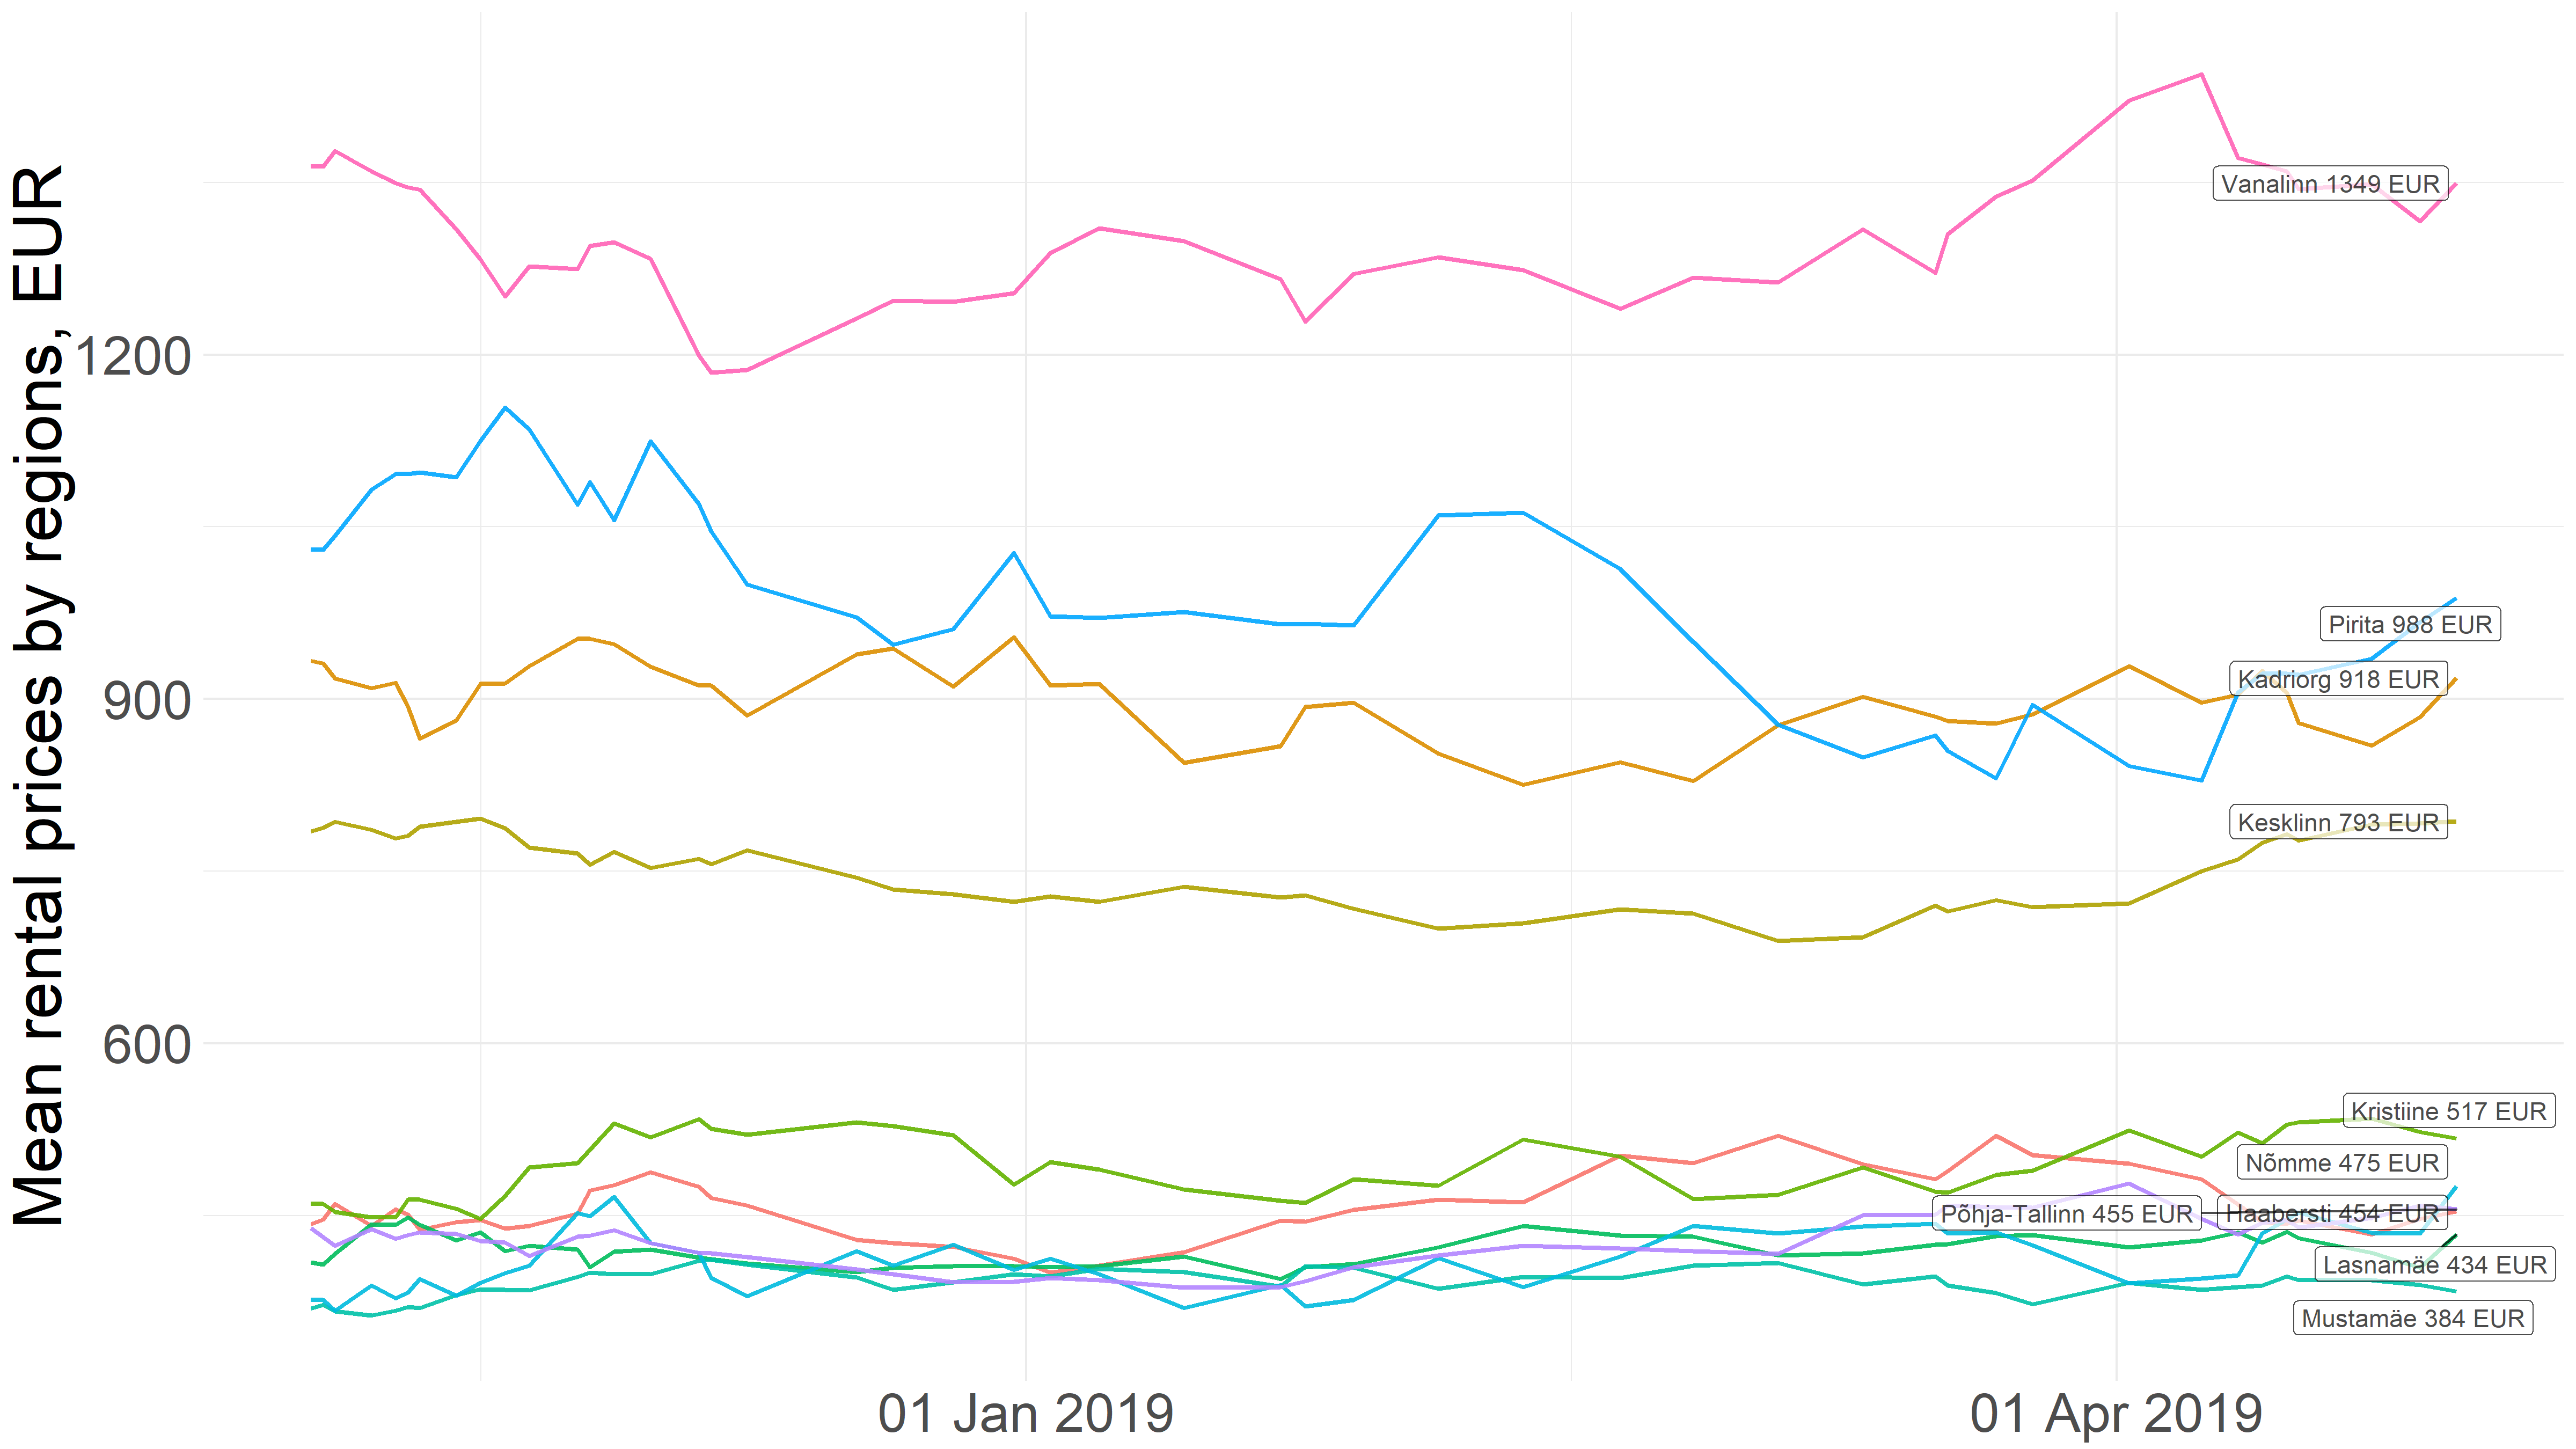 Mean rental prices by regions, EUR
1200
900
600
Vanalinn 1349 EUR
Pirita 988 EUR
Kadriorg 918 EUR
Kesklinn 793 EUR
Kristiine 517 EUR
Nõmme 475 EUR
Põhja-Tallinn 455 EUR
Haabersti 454 EUR
Lasnamäe 434 EUR
Mustamäe 384 EUR
01 Jan 2019
01 Apr 2019